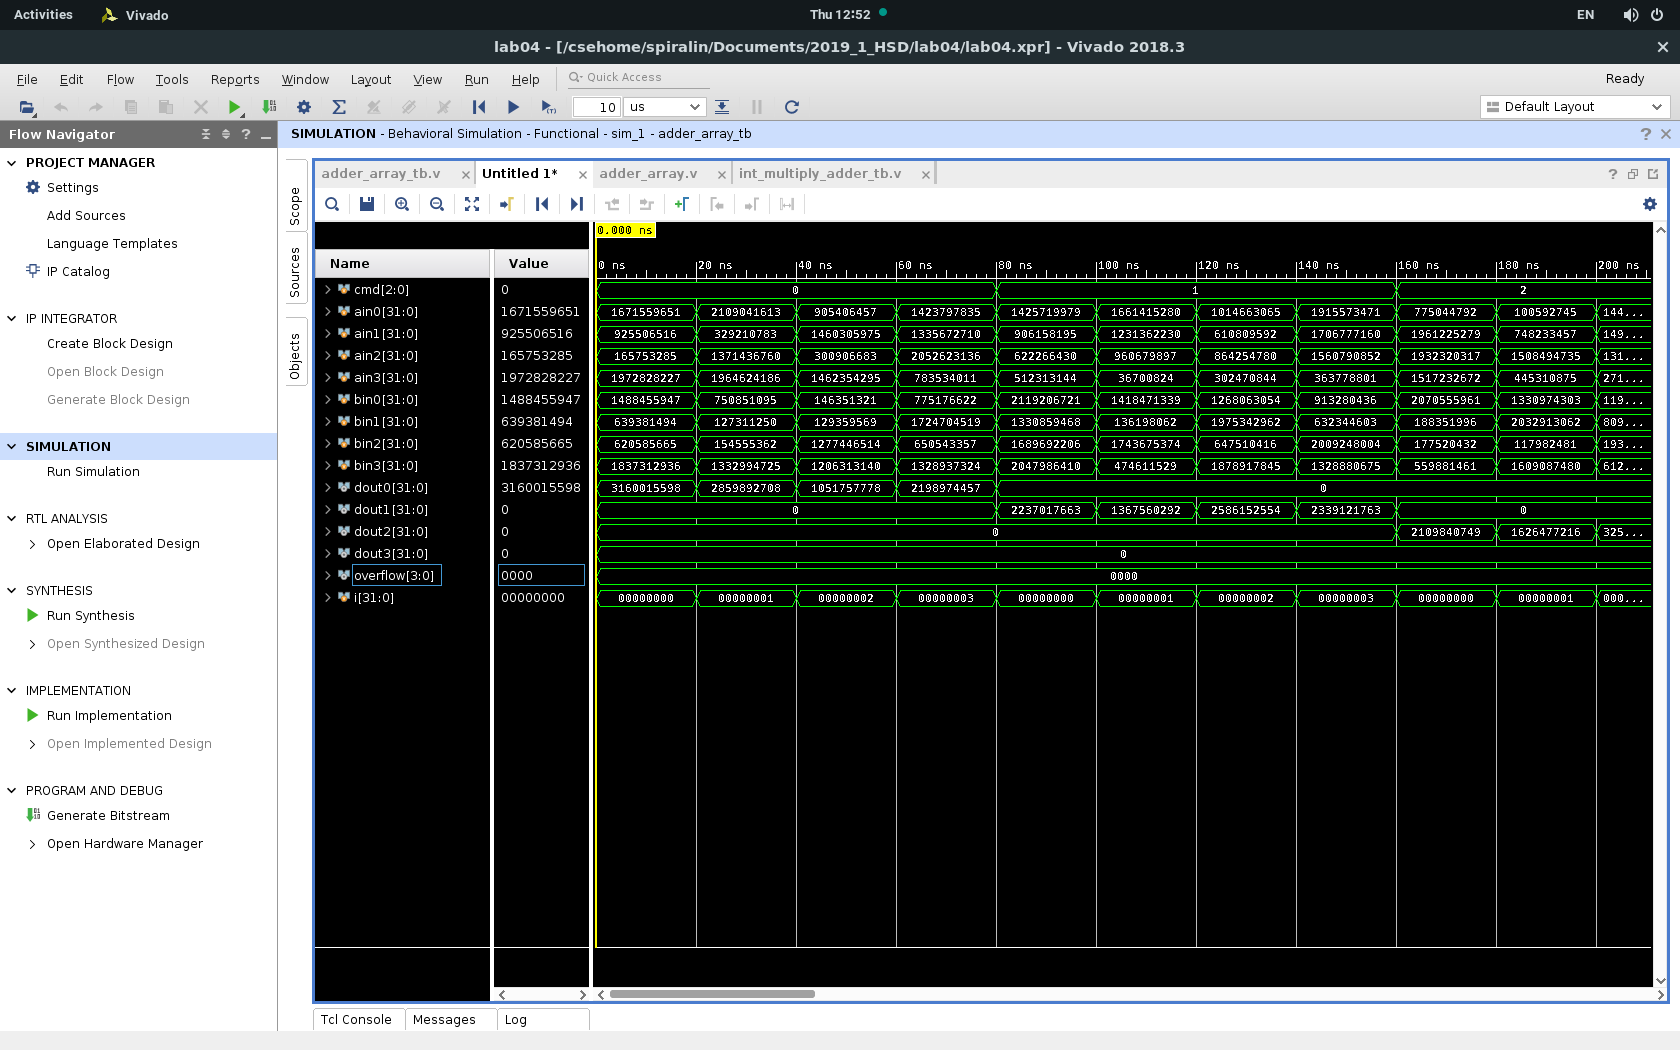 Activities Vivado Thu 12:52 EN
lab04 - [/csehome/spiralin/Documents/2019_1_HSD/lab04/lab04.xpr] - Vivado 2018.3
File Edit Flow Tools Reports Window Layout View Run Help Quick Access Ready
10 us Default Layout
Flow Navigator
SIMULATION - Behavioral Simulation - Functional - sim_1 - adder_array_tb
PROJECT MANAGER
Settings
Add Sources
Language Templates
IP Catalog
IP INTEGRATOR
Create Block Design
Open Block Design
Generate Block Design
SIMULATION
Run Simulation
RTL ANALYSIS
Open Elaborated Design
SYNTHESIS
Run Synthesis
Open Synthesized Design
IMPLEMENTATION
Run Implementation
Open Implemented Design
PROGRAM AND DEBUG
Generate Bitstream
Open Hardware Manager
Scope
Sources
Objects
adder_array_tb.v Untitled 1* adder_array.v int_multiply_adder_tb.v
0.000 ns
Name Value 0 ns 20 ns 40 ns 60 ns 80 ns 100 ns 120 ns 140 ns 160 ns 180 ns 200 ns
cmd[2:0] 0 0 1 2
ain0[31:0] 1671559651 1671559651 2109041613 905406457 1423797835 1425719979 1661415280 1014663065 1915573471 775044792 100592745 144...
ain1[31:0] 925506516 925506516 329210783 1460305975 1335672710 906158195 1231362230 610809592 1706777160 1961225279 748233457 149...
ain2[31:0] 165753285 165753285 1371436760 300906683 2052623136 622266430 960679897 864254780 1560790852 1932320317 1508494735 131...
ain3[31:0] 1972828227 1972828227 1964624186 1462354295 783534011 512313144 36700824 302470844 363778801 1517232672 445310875 271...
bin0[31:0] 1488455947 1488455947 750851095 146351321 775176622 2119206721 1418471339 1268063054 913280436 2070555961 1330974303 119...
bin1[31:0] 639381494 639381494 127311250 129359569 1724704519 1330859468 136198062 1975342962 632344603 188351996 2032913062 809...
bin2[31:0] 620585665 620585665 154555362 1277446514 650543357 1689692206 1743675374 647510416 2009248004 177520432 117982481 193...
bin3[31:0] 1837312936 1837312936 1332994725 1206313140 1328937324 2047986410 474611529 1878917845 1328880675 559881461 1609087480 612...
dout0[31:0] 3160015598 3160015598 2859892708 1051757778 2198974457 0
dout1[31:0] 0 0 2237017663 1367560292 2586152554 2339121763 0
dout2[31:0] 0 0 2109840749 1626477216 325...
dout3[31:0] 0 0
overflow[3:0] 0000 0000
i[31:0] 00000000 00000000 00000001 00000002 00000003 00000000 00000001 00000002 00000003 00000000 00000001 000...
Tcl Console Messages Log